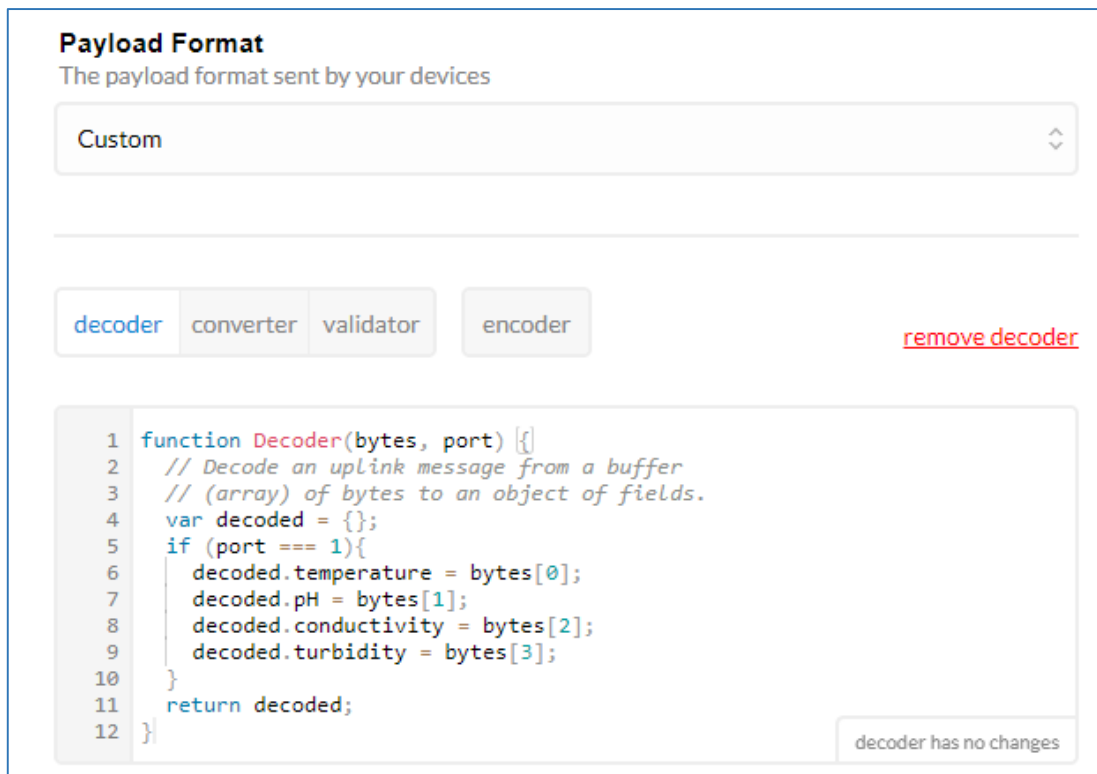 Payload Format
The payload format sent by your devices
Custom
decoder converter validator encoder
remove decoder
1 function Decoder(bytes, port) {
2   // Decode an uplink message from a buffer
3   // (array) of bytes to an object of fields.
4   var decoded = {};
5   if (port === 1){
6     decoded.temperature = bytes[0];
7     decoded.pH = bytes[1];
8     decoded.conductivity = bytes[2];
9     decoded.turbidity = bytes[3];
10   }
11   return decoded;
12 }
decoder has no changes